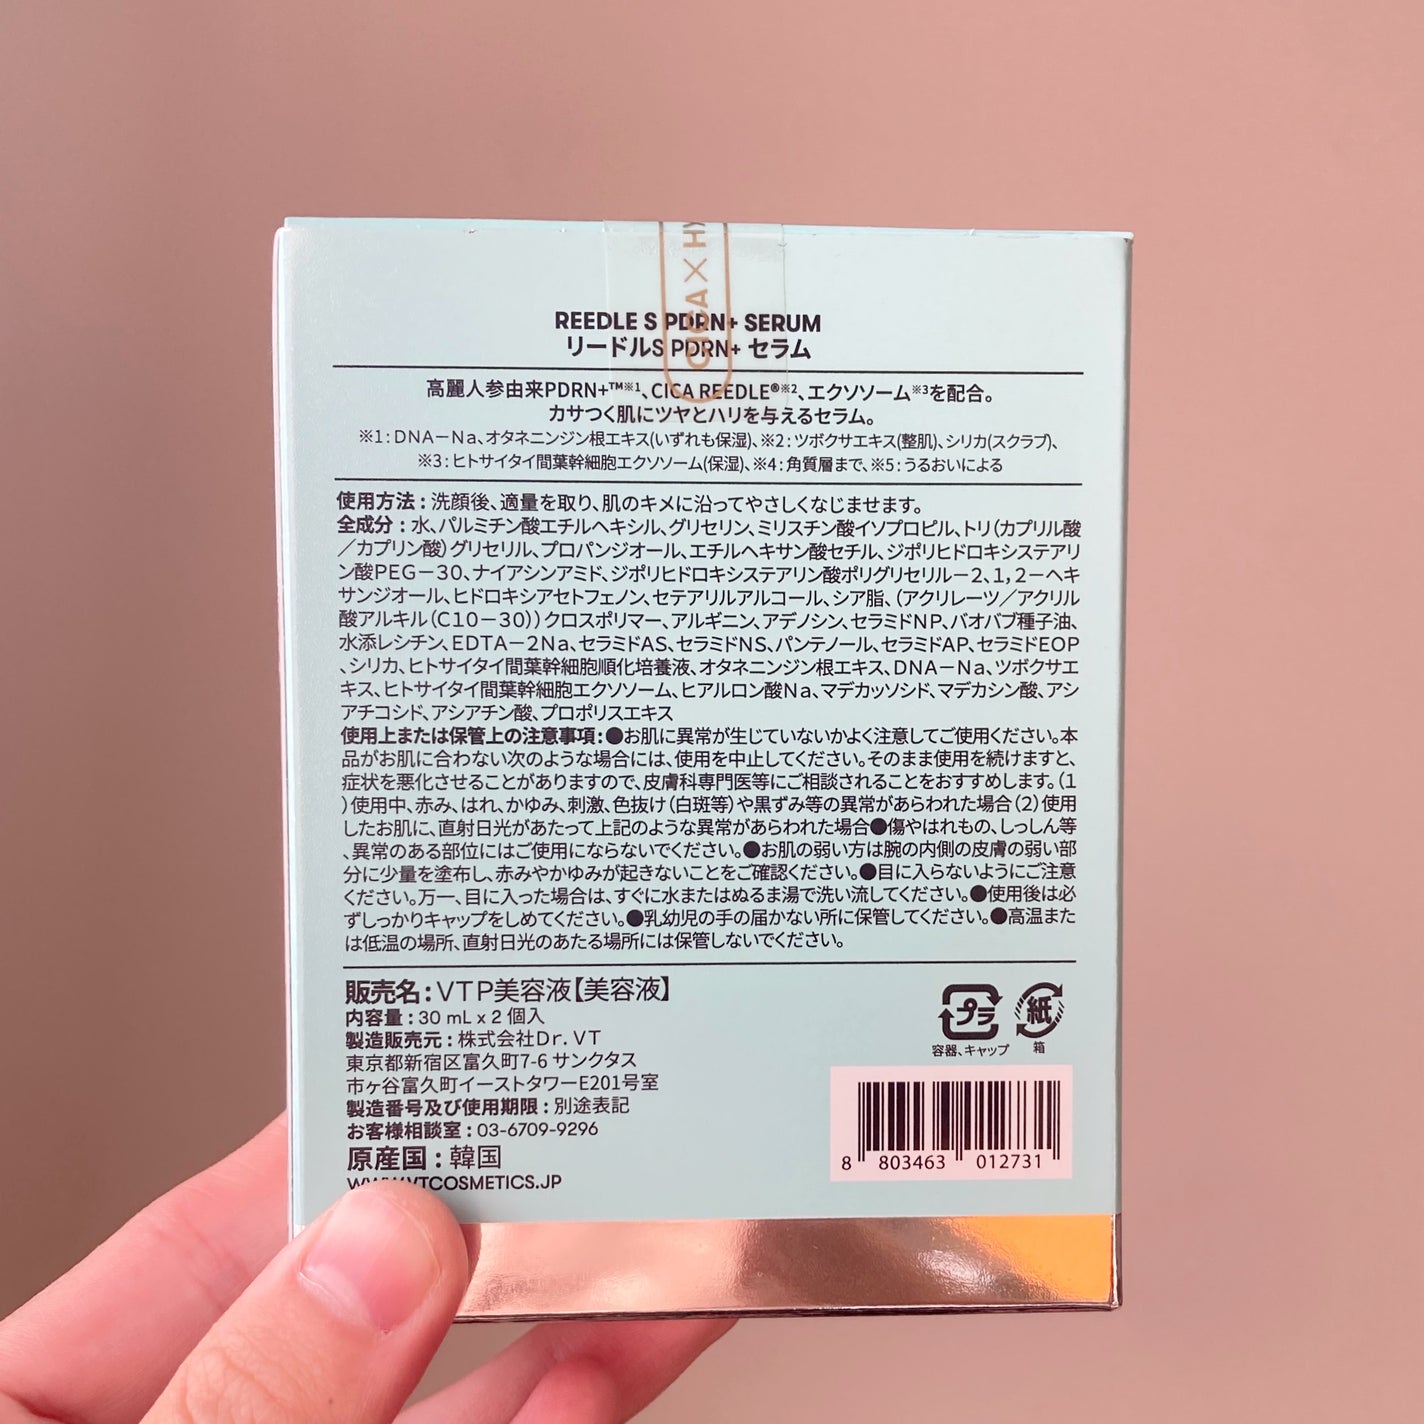 CICA X HY
REEDLE S PDRN+ SERUM
リードルS PDRN+ セラム
高麗人参由来PDRN+™※1、CICA REEDLE®※2、エクソソーム※3を配合。
カサつく肌にツヤとハリを与えるセラム。
※1:DNA－Na、オタネニンジン根エキス(いずれも保湿)、※2:ツボクサエキス(整肌)、シリカ(スクラブ)、
※3:ヒトサイタイ間葉幹細胞エクソソーム(保湿)、※4:角質層まで、※5:うるおいによる
使用方法:洗顔後、適量を取り、肌のキメに沿ってやさしくなじませます。
全成分:水、パルミチン酸エチルヘキシル、グリセリン、ミリスチン酸イソプロピル、トリ(カプリル酸
／カプリン酸)グリセリル、プロパンジオール、エチルヘキサン酸セチル、ジポリヒドロキシステアリ
ン酸PEG－30、ナイアシンアミド、ジポリヒドロキシステアリン酸ポリグリセリル－2、1,2－ヘキ
サンジオール、ヒドロキシアセトフェノン、セテアリルアルコール、シア脂、(アクリレーツ／アクリル
酸アルキル(C10－30))クロスポリマー、アルギニン、アデノシン、セラミドNP、バオバブ種子油、
水添レシチン、EDTA－2Na、セラミドAS、セラミドNS、パンテノール、セラミドAP、セラミドEOP
、シリカ、ヒトサイタイ間葉幹細胞順化培養液、オタネニンジン根エキス、DNA－Na、ツボクサエ
キス、ヒトサイタイ間葉幹細胞エクソソーム、ヒアルロン酸Na、マデカッソシド、マデカシン酸、アシ
アチコシド、アシアチン酸、プロポリスエキス
使用上または保管上の注意事項:●お肌に異常が生じていないかよく注意してご使用ください。本
品がお肌に合わない次のような場合には、使用を中止してください。そのまま使用を続けますと、
症状を悪化させることがありますので、皮膚科専門医等にご相談されることをおすすめします。(1
)使用中、赤み、はれ、かゆみ、刺激、色抜け(白斑等)や黒ずみ等の異常があらわれた場合(2)使用
したお肌に、直射日光があたって上記のような異常があらわれた場合●傷やはれもの、しっしん等
、異常のある部位にはご使用にならないでください。●お肌の弱い方は腕の内側の皮膚の弱い部
分に少量を塗布し、赤みやかゆみが起きないことをご確認ください。●目に入らないようにご注意
ください。万一、目に入った場合は、すぐに水またはぬるま湯で洗い流してください。●使用後は必
ずしっかりキャップをしめてください。●乳幼児の手の届かない所に保管してください。●高温また
は低温の場所、直射日光のあたる場所には保管しないでください。
販売名:VTP美容液【美容液】
内容量:30 mL x 2 個入
製造販売元:株式会社Dr. VT
東京都新宿区富久町7-6 サンクタス
市ヶ谷富久町イーストタワーE201号室
製造番号及び使用期限:別途表記
お客様相談室:03-6709-9296
原産国:韓国
WWW.VTCOSMETICS.JP
プラ
紙
容器、キャップ
箱
8 803463 012731